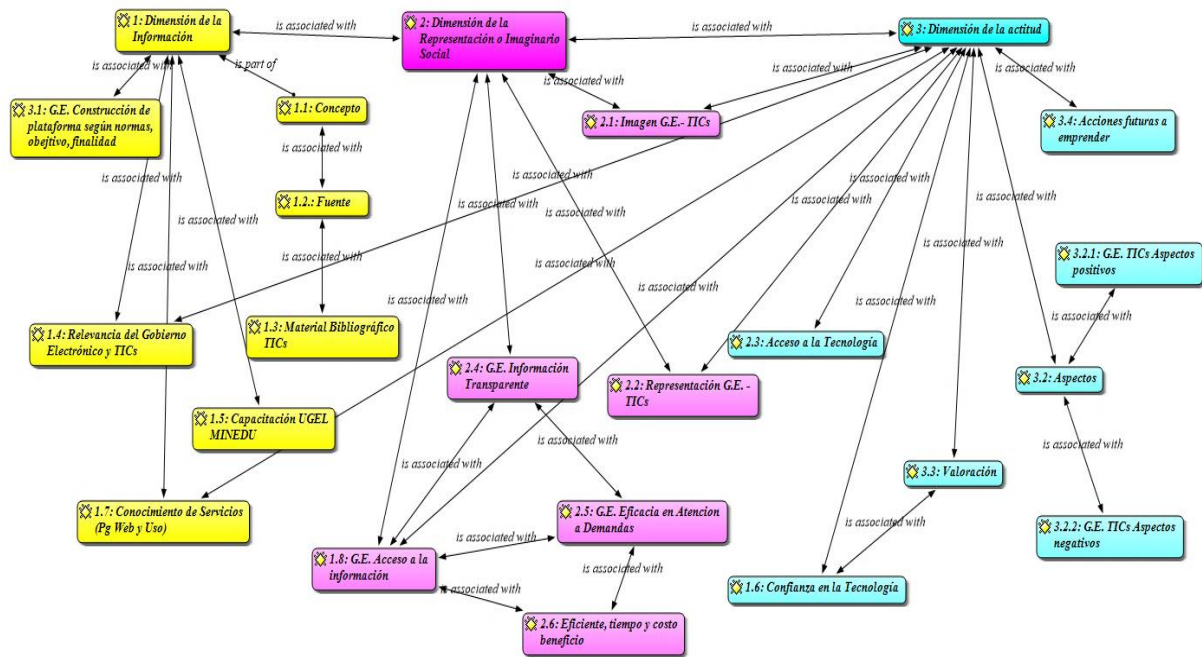 1: Dimensión de la
Información
2: Dimensión de la
Representación o Imaginario
Social
3: Dimensión de la actitud
is associated with
is associated with
is associated with
is part of
is associated with
is associated with
is associated with
3.1: G.E. Construcción de
plataforma según normas,
obejtivo, finalidad
1.1: Concepto
2.1: Imagen G.E.- TICs
3.4: Acciones futuras a
emprender
is associated with
is associated with
is associated with
is associated with
is associated with
1.2.: Fuente
is associated with
is associated with
is associated with
is associated with
is associated with
is associated with
is associated with
is associated with
3.2.1: G.E. TICs Aspectos
positivos
is associated with
is associated with
is associated with
1.4: Relevancia del Gobierno
Electrónico y TICs
1.3: Material Bibliográfico
TICs
2.3: Acceso a la Tecnología
2.4: G.E. Información
Transparente
2.2: Representación G.E. -
TICs
3.2: Aspectos
1.5: Capacitación UGEL
MINEDU
is associated with
is associated with
is associated with
3.3: Valoración
1.7: Conocimiento de Servicios
(Pg Web y Uso)
2.5: G.E. Eficacia en Atencion
a Demandas
3.2.2: G.E. TICs Aspectos
negativos
is associated with
is associated with
1.8: G.E. Acceso a la
información
is associated with
is associated with
1.6: Confianza en la Tecnología
is associated with
2.6: Eficiente, tiempo y costo
beneficio